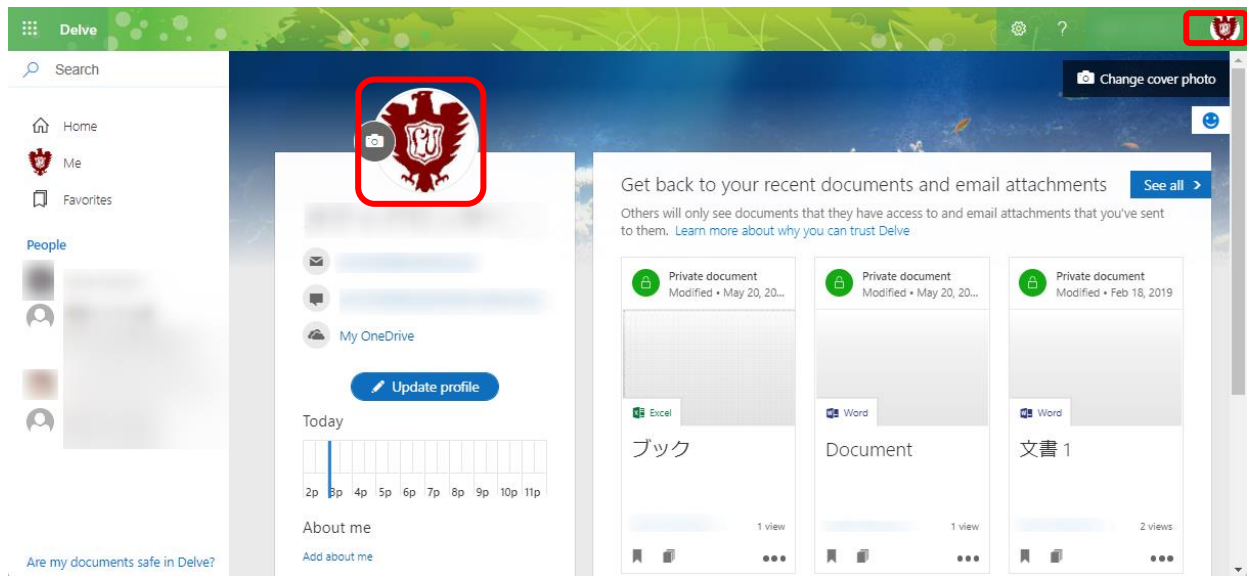 Delve
?
Search
Change cover photo
Home
Me
Favorites
People
Are my documents safe in Delve?
My OneDrive
Update profile
Today
2p 3p 4p 5p 6p 7p 8p 9p 10p 11p
About me
Add about me
Get back to your recent documents and email attachments
See all >
Others will only see documents that they have access to and email attachments that you've sent
to them. Learn more about why you can trust Delve
Private document
Modified • May 20, 20...
Excel
ブック
1 view
Private document
Modified • May 20, 20...
Word
Document
1 view
Private document
Modified • Feb 18, 2019
Word
文書 1
2 views